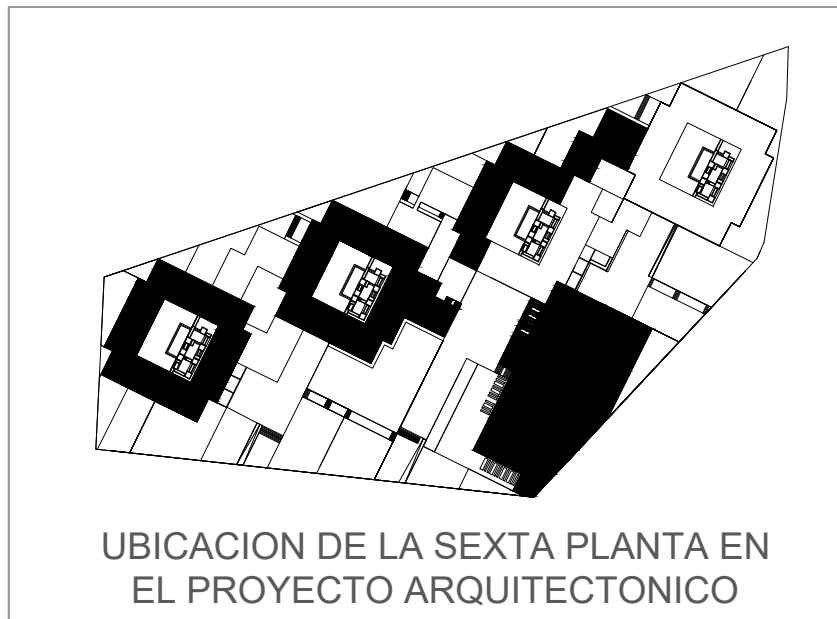 UBICACION DE LA SEXTA PLANTA EN
EL PROYECTO ARQUITECTONICO